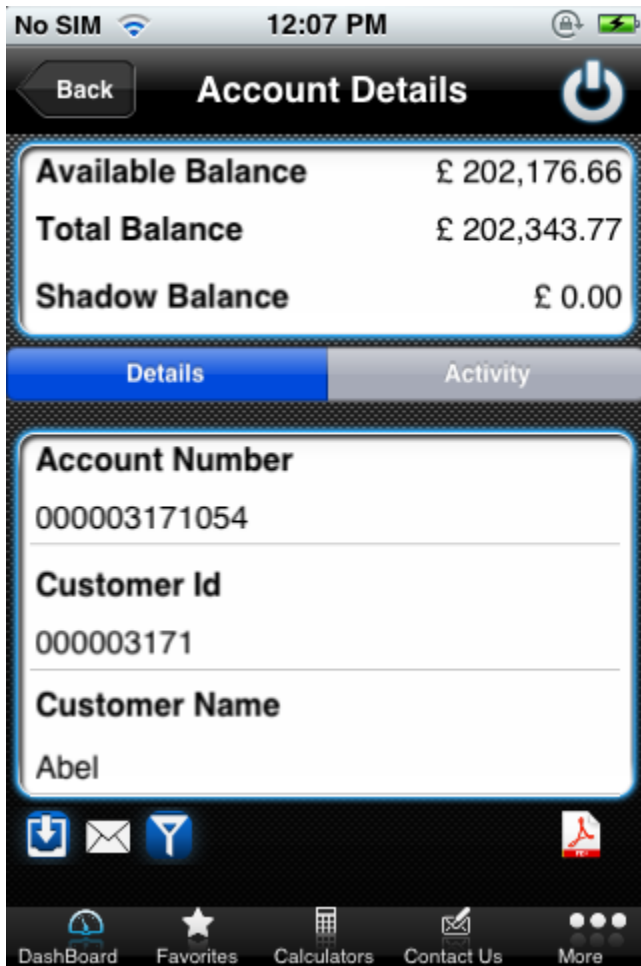 No SIM 12:07 PM
Back Account Details
Available Balance £ 202,176.66
Total Balance £ 202,343.77
Shadow Balance £ 0.00
Details Activity
Account Number
000003171054
Customer Id
000003171
Customer Name
Abel
PDF
DashBoard Favorites Calculators Contact Us More